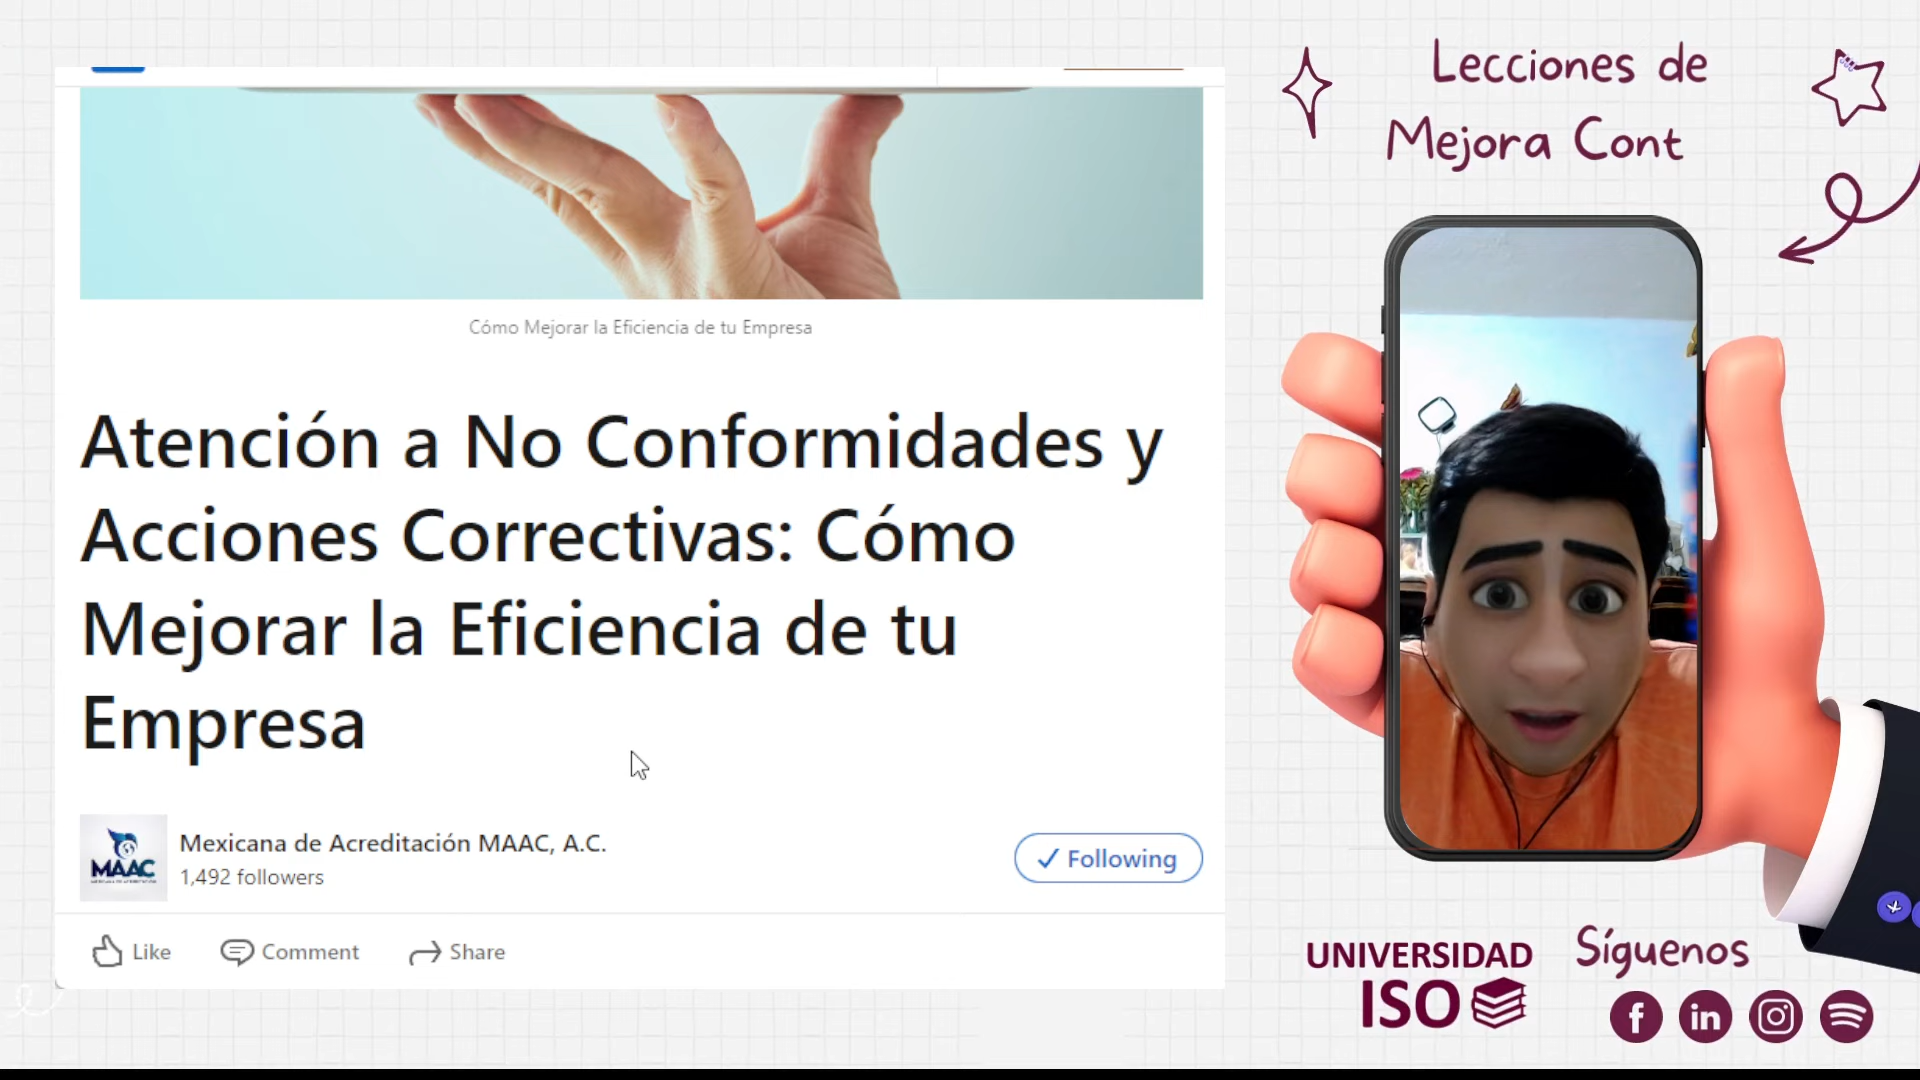 Lecciones de
Mejora Cont
Cómo Mejorar la Eficiencia de tu Empresa
Atención a No Conformidades y
Acciones Correctivas: Cómo
Mejorar la Eficiencia de tu
Empresa
MAAC
Mexicana de Acreditación MAAC, A.C.
1,492 followers
Following
Like
Comment
Share
UNIVERSIDAD
ISO
Síguenos